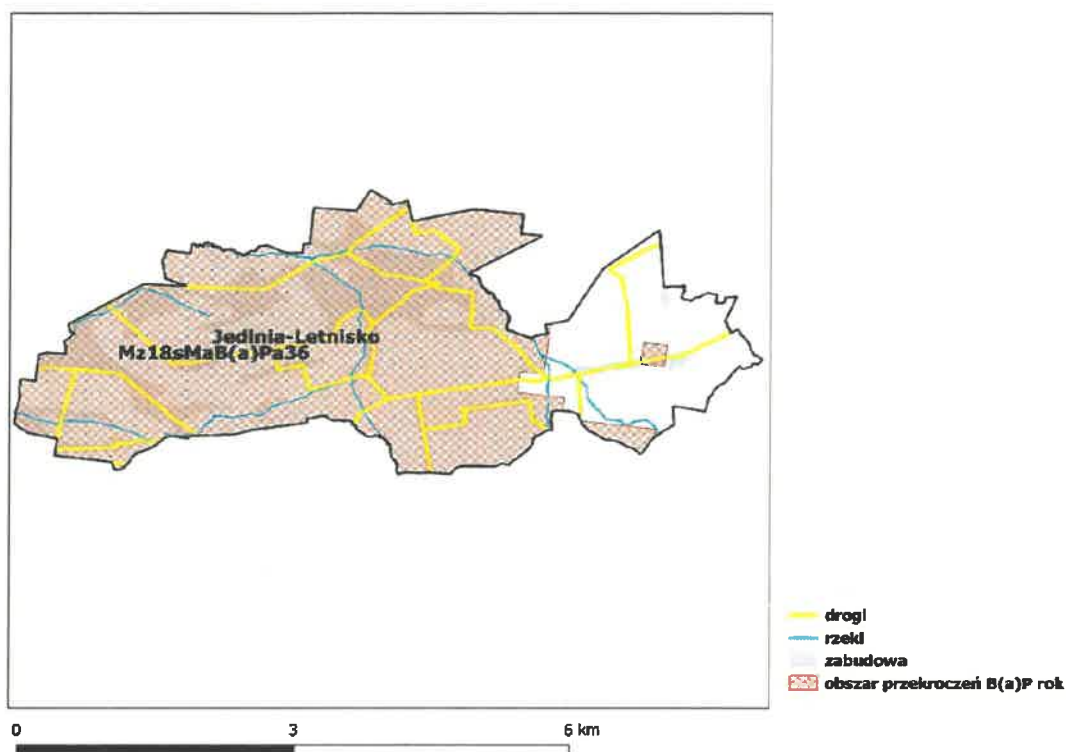 Jedlnia-Letnisko
Mz18sMaB(a)Pa36
drogi
rzeki
zabudowa
obszar przekroczeń B(a)P rok
0 3 6 km